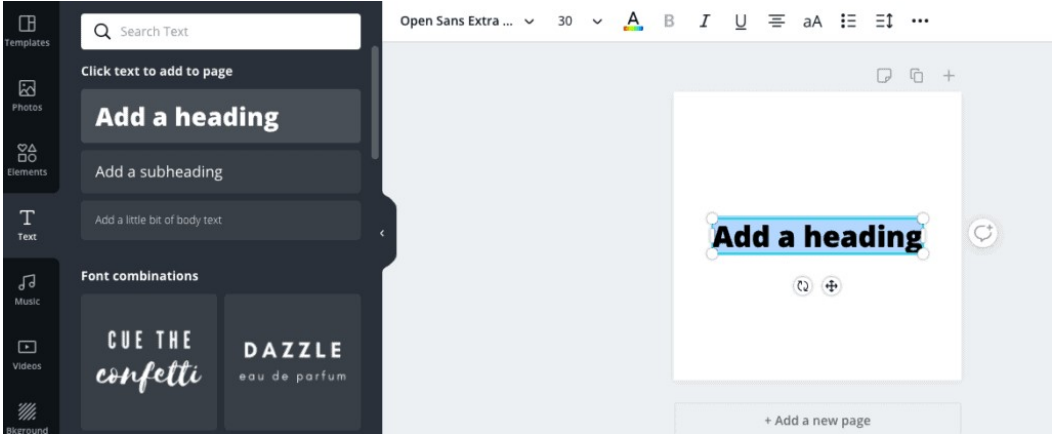 Templates
Photos
Elements
Text
Music
Videos
Bkground
Search Text
Click text to add to page
Add a heading
Add a subheading
Add a little bit of body text
Font combinations
CUE THE
confetti
DAZZLE
eau de parfum
Open Sans Extra ... 30 A B I U aA
Add a heading
+ Add a new page